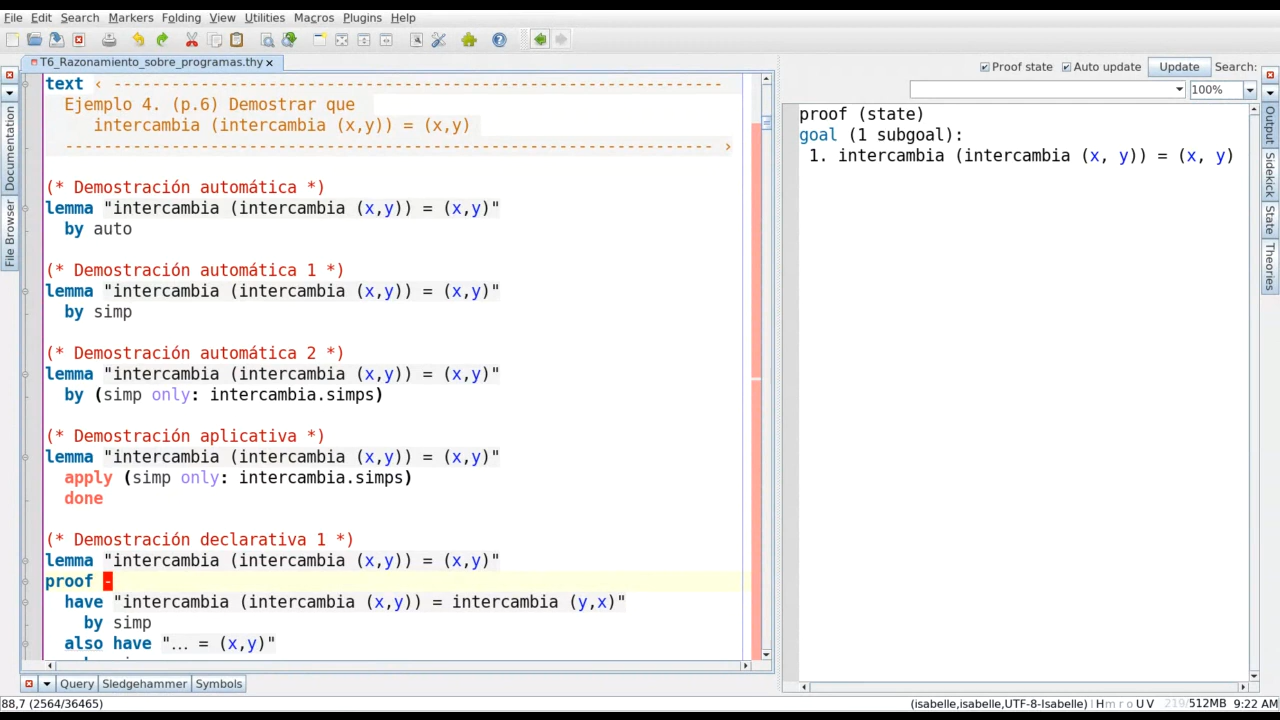 File Edit Search Markers Folding View Utilities Macros Plugins Help
T6_Razonamiento_sobre_programas.thy
Proof state Auto update Update Search:
100%
text ‹ ---------------------------------------------------------------
Ejemplo 4. (p.6) Demostrar que
intercambia (intercambia (x,y)) = (x,y)
------------------------------------------------------------------- ›
(* Demostración automática *)
lemma "intercambia (intercambia (x,y)) = (x,y)"
by auto
(* Demostración automática 1 *)
lemma "intercambia (intercambia (x,y)) = (x,y)"
by simp
(* Demostración automática 2 *)
lemma "intercambia (intercambia (x,y)) = (x,y)"
by (simp only: intercambia.simps)
(* Demostración aplicativa *)
lemma "intercambia (intercambia (x,y)) = (x,y)"
apply (simp only: intercambia.simps)
done
(* Demostración declarativa 1 *)
lemma "intercambia (intercambia (x,y)) = (x,y)"
proof -
have "intercambia (intercambia (x,y)) = intercambia (y,x)"
by simp
also have "... = (x,y)"
proof (state)
goal (1 subgoal):
1. intercambia (intercambia (x, y)) = (x, y)
Documentation
File Browser
Output
Sidekick
State
Theories
Query Sledgehammer Symbols
88,7 (2564/36465)
(isabelle,isabelle,UTF-8-Isabelle) | H m r o U V 219/512MB 9:22 AM